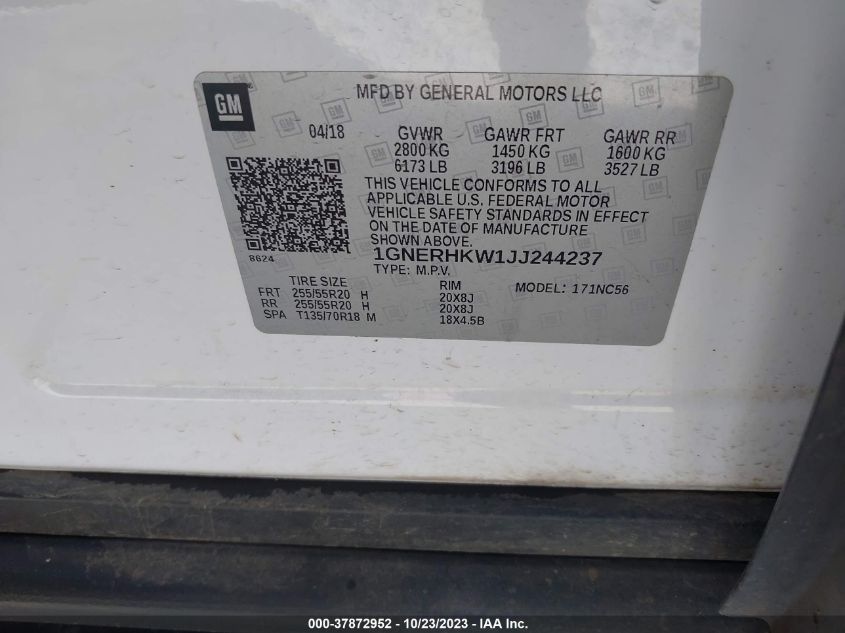 GM
MFD BY GENERAL MOTORS LLC
04/18 GVWR GAWR FRT GAWR RR
2800 KG 1450 KG 1600 KG
6173 LB 3196 LB 3527 LB
THIS VEHICLE CONFORMS TO ALL
APPLICABLE U.S. FEDERAL MOTOR
VEHICLE SAFETY STANDARDS IN EFFECT
ON THE DATE OF MANUFACTURE
SHOWN ABOVE.
8624
1GNERHKW1JJ244237
TYPE: M.P.V. MODEL: 171NC56
TIRE SIZE RIM
FRT 255/55R20 H 20X8J
RR 255/55R20 H 20X8J
SPA T135/70R18 M 18X4.5B
000-37872952 - 10/23/2023 - IAA Inc.